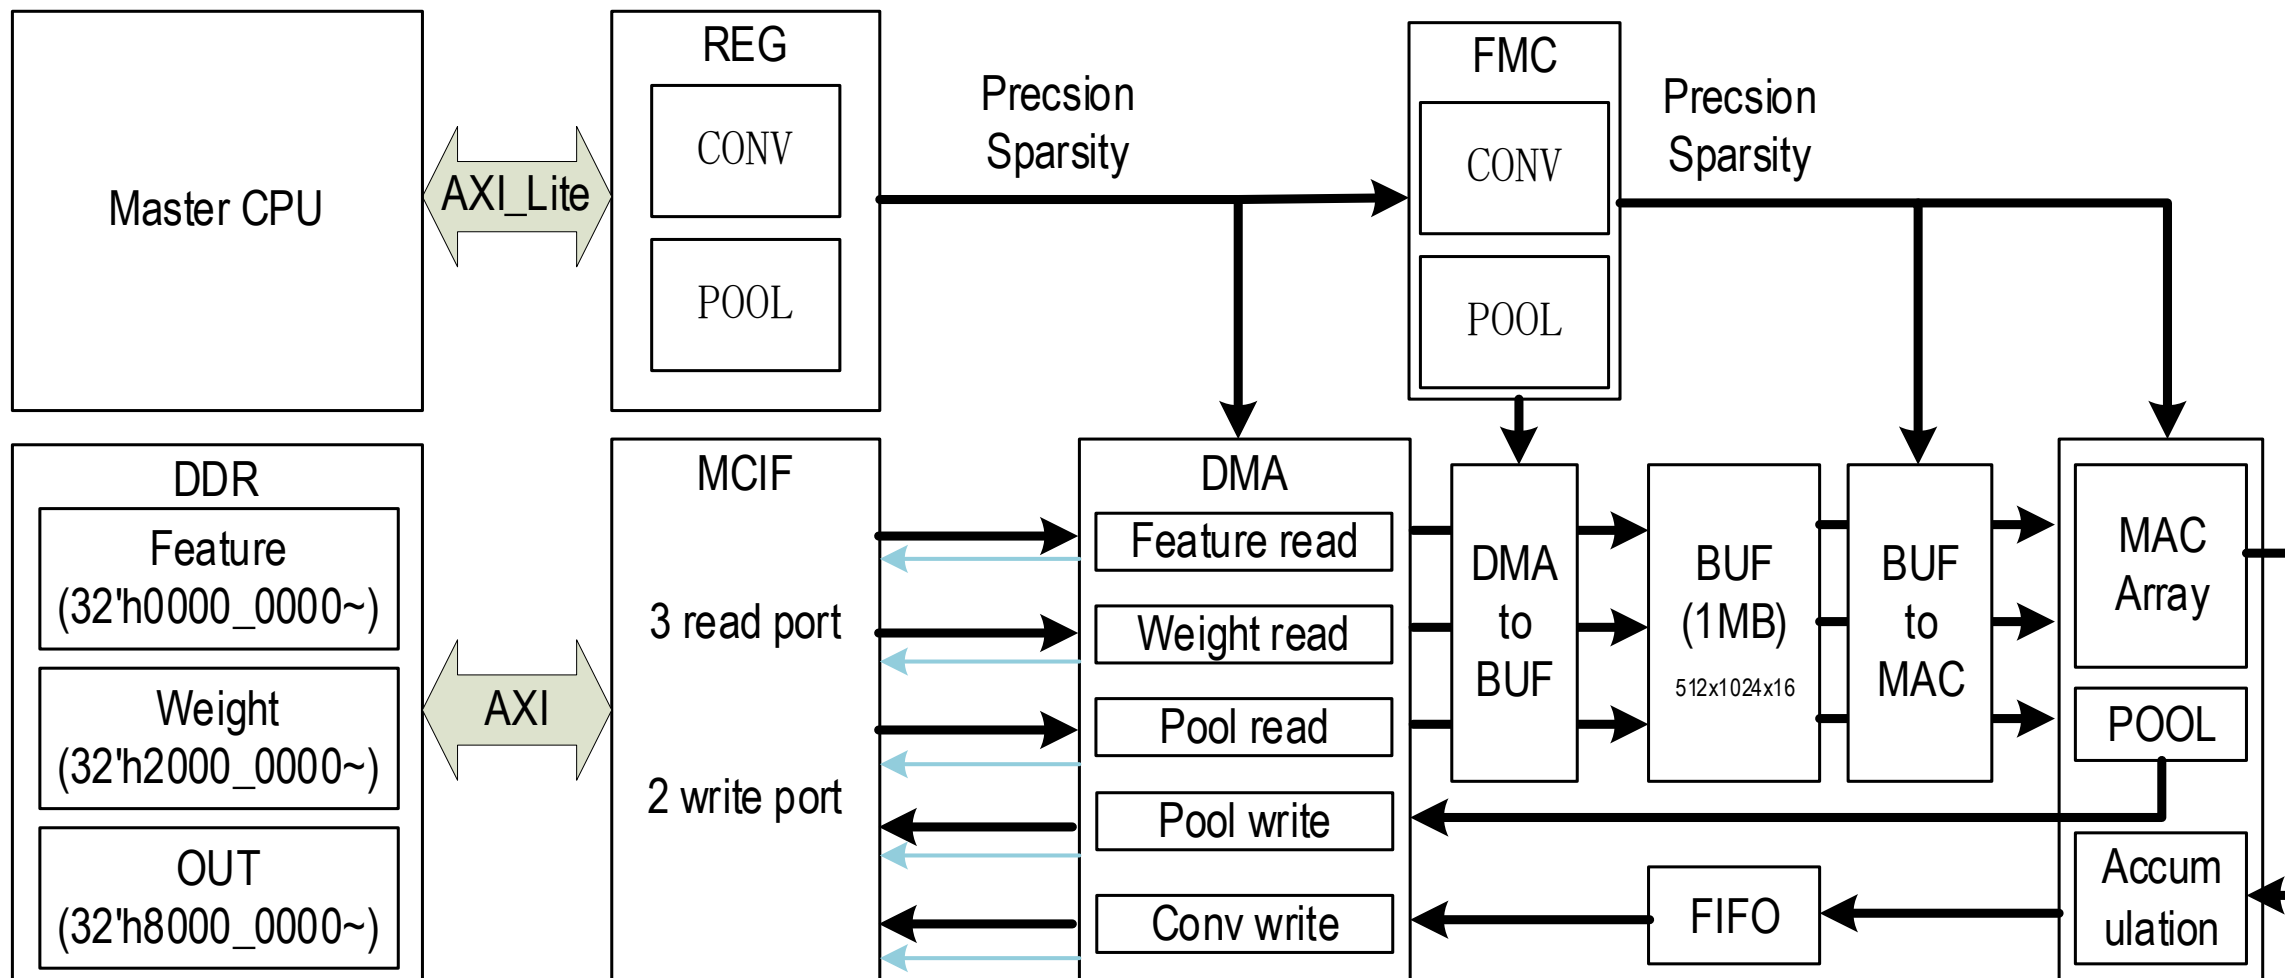 Master CPU
AXI_Lite
REG
CONV
POOL
Precsion
Sparsity
FMC
CONV
POOL
Precsion
Sparsity
DDR
Feature
(32'h0000_0000~)
Weight
(32'h2000_0000~)
OUT
(32'h8000_0000~)
AXI
MCIF
3 read port
2 write port
DMA
Feature read
Weight read
Pool read
Pool write
Conv write
DMA
to
BUF
BUF
(1MB)
512x1024x16
BUF
to
MAC
MAC
Array
POOL
Accum
ulation
FIFO